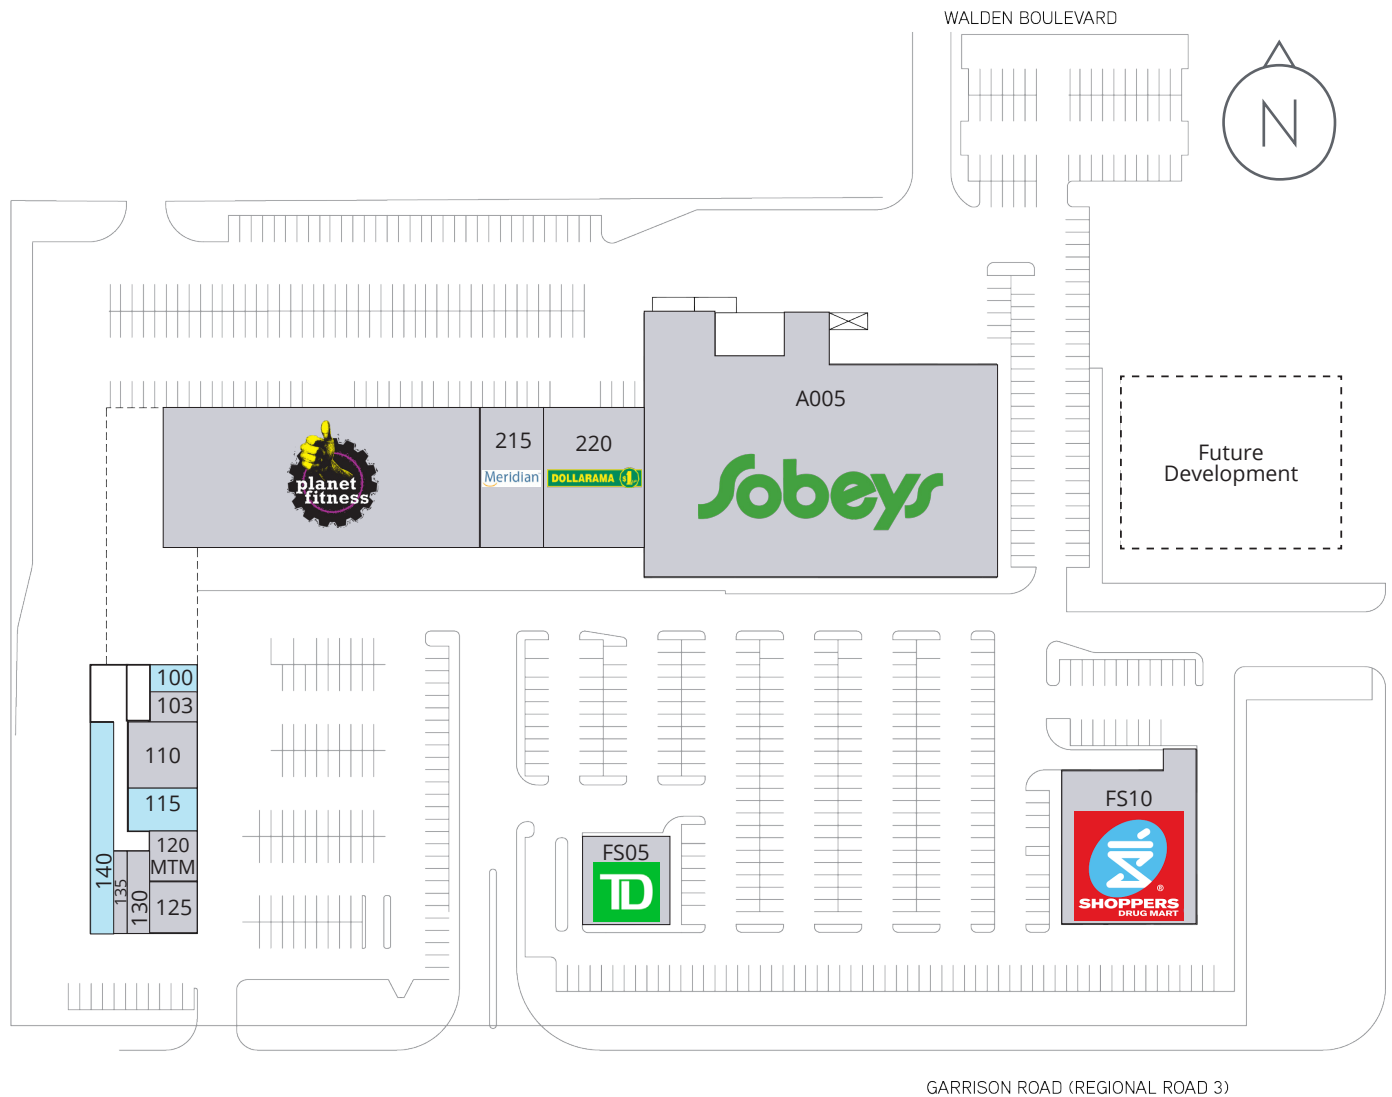 WALDEN BOULEVARD
N
A005
Sobeys
215
Meridian
220
DOLLARAMA $1
planet
fitness
Future
Development
100
103
110
115
120
MTM
125
130
135
140
FS05
TD
FS10
SHOPPERS
DRUG MART
®
GARRISON ROAD (REGIONAL ROAD 3)